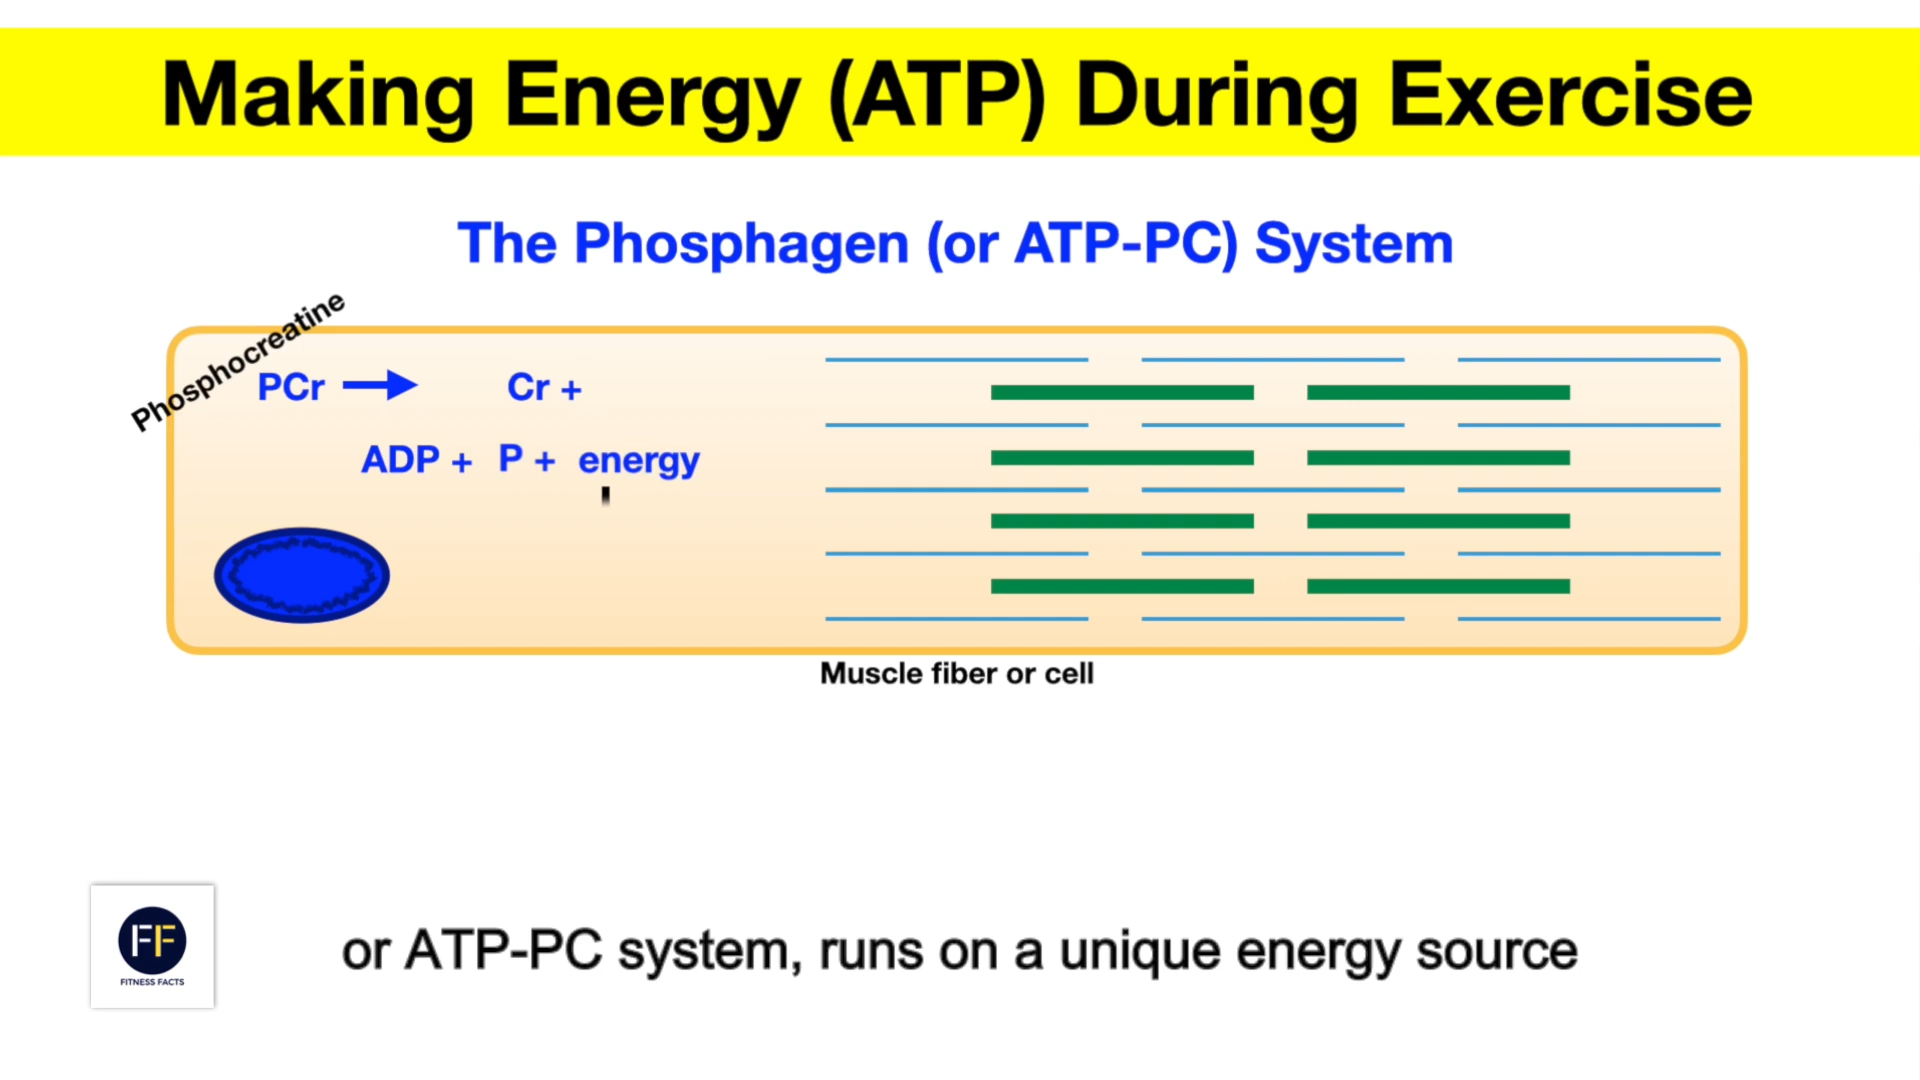 Making Energy (ATP) During Exercise
The Phosphagen (or ATP-PC) System
Phosphocreatine
PCr
Cr +
ADP + P + energy
Muscle fiber or cell
FF
FITNESS FACTS
or ATP-PC system, runs on a unique energy source